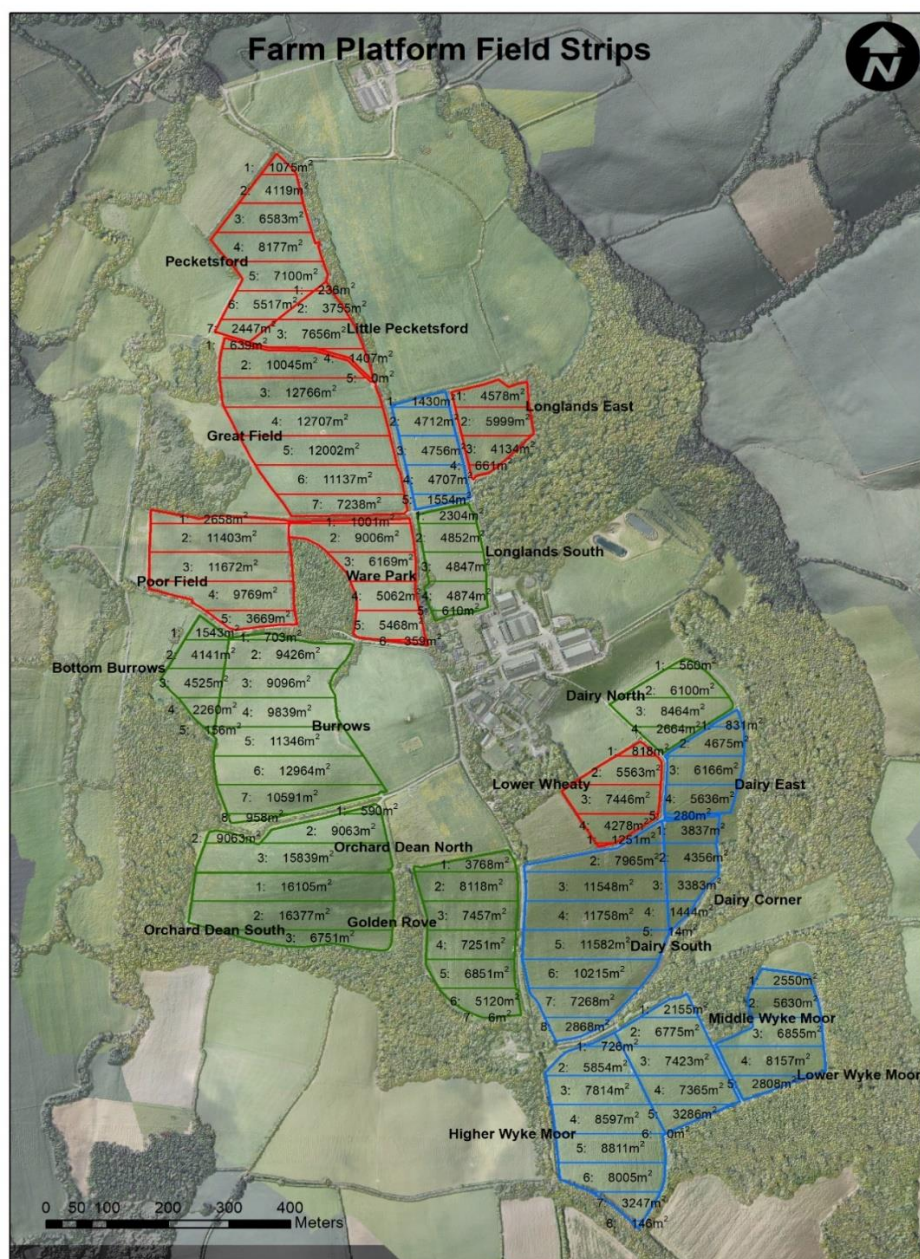 Farm Platform Field Strips
N
1: 1075m²
2: 4119m²
3: 6583m²
4: 8177m²
Pecketsford
5: 7100m²
6: 5517m²
7: 2447m²
1: 236m²
2: 3755m²
3: 7656m²
Little Pecketsford
4: 1407m²
5: 0m²
1: 639m²
2: 10045m²
3: 12766m²
4: 12707m²
Great Field
5: 12002m²
6: 11137m²
7: 7238m²
1: 1430m²
2: 4712m²
3: 4756m²
4: 4707m²
5: 1554m²
1: 4578m²
Longlands East
2: 5999m²
3: 4134m²
4: 661m²
1: 2658m²
2: 11403m²
3: 11672m²
Poor Field
4: 9769m²
5: 3669m²
1: 1001m²
2: 9006m²
3: 6169m²
Ware Park
4: 5062m²
5: 5468m²
6: 359m²
1: 2304m²
2: 4852m²
Longlands South
3: 4847m²
4: 4874m²
5: 610m²
1: 1543m²
2: 4141m²
Bottom Burrows
3: 4525m²
4: 2260m²
5: 156m²
1: 703m²
2: 9426m²
3: 9096m²
4: 9839m²
Burrows
5: 11346m²
6: 12964m²
7: 10591m²
8: 958m²
1: 560m²
Dairy North
2: 6100m²
3: 8464m²
4: 2664m²
1: 831m²
2: 4675m²
3: 6166m²
Dairy East
4: 5636m²
5: 280m²
1: 818m²
2: 5563m²
Lower Wheaty
3: 7446m²
4: 4278m²
1: 590m²
2: 9063m²
2: 9063m²
Orchard Dean North
3: 15839m²
1: 16105m²
2: 16377m²
Orchard Dean South
3: 6751m²
1: 3768m²
2: 8118m²
3: 7457m²
Golden Rove
4: 7251m²
5: 6851m²
6: 5120m²
7: 6m²
1: 1251m²
2: 7965m²
3: 11548m²
4: 11758m²
5: 11582m²
Dairy South
6: 10215m²
7: 7268m²
8: 2868m²
1: 3837m²
2: 4356m²
3: 3383m²
Dairy Corner
4: 1444m²
5: 14m²
1: 2550m²
2: 5630m²
Middle Wyke Moor
3: 6855m²
4: 8157m²
Lower Wyke Moor
5: 2808m²
1: 2155m²
2: 6775m²
3: 7423m²
4: 7365m²
5: 3286m²
6: 0m²
1: 726m²
2: 5854m²
3: 7814m²
4: 8597m²
Higher Wyke Moor
5: 8811m²
6: 8005m²
7: 3247m²
8: 146m²
0 50 100 200 300 400
Meters